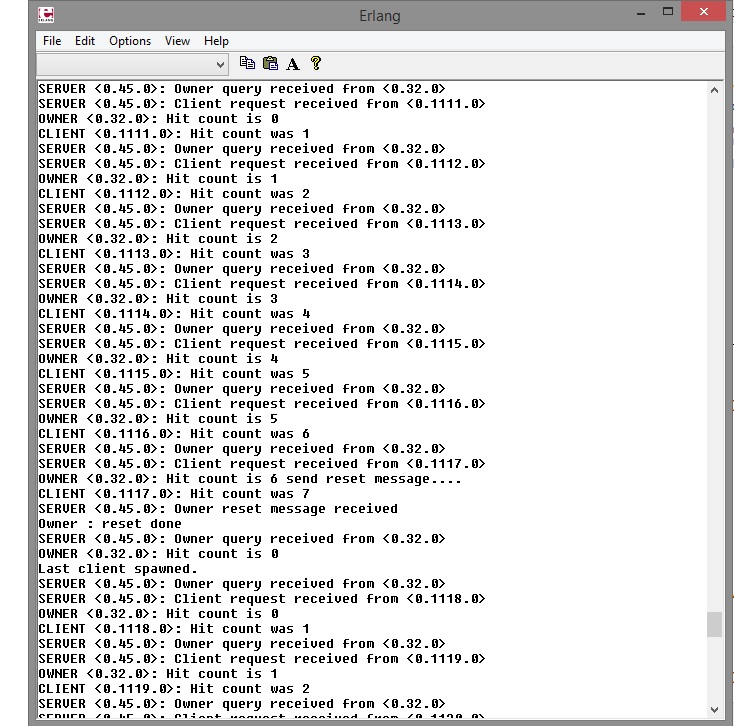 Erlang
File Edit Options View Help
SERVER <0.45.0>: Owner query received from <0.32.0>
SERVER <0.45.0>: Client request received from <0.1111.0>
OWNER <0.32.0>: Hit count is 0
CLIENT <0.1111.0>: Hit count was 1
SERVER <0.45.0>: Owner query received from <0.32.0>
SERVER <0.45.0>: Client request received from <0.1112.0>
OWNER <0.32.0>: Hit count is 1
CLIENT <0.1112.0>: Hit count was 2
SERVER <0.45.0>: Owner query received from <0.32.0>
SERVER <0.45.0>: Client request received from <0.1113.0>
OWNER <0.32.0>: Hit count is 2
CLIENT <0.1113.0>: Hit count was 3
SERVER <0.45.0>: Owner query received from <0.32.0>
SERVER <0.45.0>: Client request received from <0.1114.0>
OWNER <0.32.0>: Hit count is 3
CLIENT <0.1114.0>: Hit count was 4
SERVER <0.45.0>: Owner query received from <0.32.0>
SERVER <0.45.0>: Client request received from <0.1115.0>
OWNER <0.32.0>: Hit count is 4
CLIENT <0.1115.0>: Hit count was 5
SERVER <0.45.0>: Owner query received from <0.32.0>
SERVER <0.45.0>: Client request received from <0.1116.0>
OWNER <0.32.0>: Hit count is 5
CLIENT <0.1116.0>: Hit count was 6
SERVER <0.45.0>: Owner query received from <0.32.0>
SERVER <0.45.0>: Client request received from <0.1117.0>
OWNER <0.32.0>: Hit count is 6 send reset message....
CLIENT <0.1117.0>: Hit count was 7
SERVER <0.45.0>: Owner reset message received
Owner : reset done
SERVER <0.45.0>: Owner query received from <0.32.0>
OWNER <0.32.0>: Hit count is 0
Last client spawned.
SERVER <0.45.0>: Owner query received from <0.32.0>
SERVER <0.45.0>: Client request received from <0.1118.0>
OWNER <0.32.0>: Hit count is 0
CLIENT <0.1118.0>: Hit count was 1
SERVER <0.45.0>: Owner query received from <0.32.0>
SERVER <0.45.0>: Client request received from <0.1119.0>
OWNER <0.32.0>: Hit count is 1
CLIENT <0.1119.0>: Hit count was 2
SERVER <0.45.0>: Owner query received from <0.32.0>
SERVER <0.45.0>: Client request received from <0.1120.0>